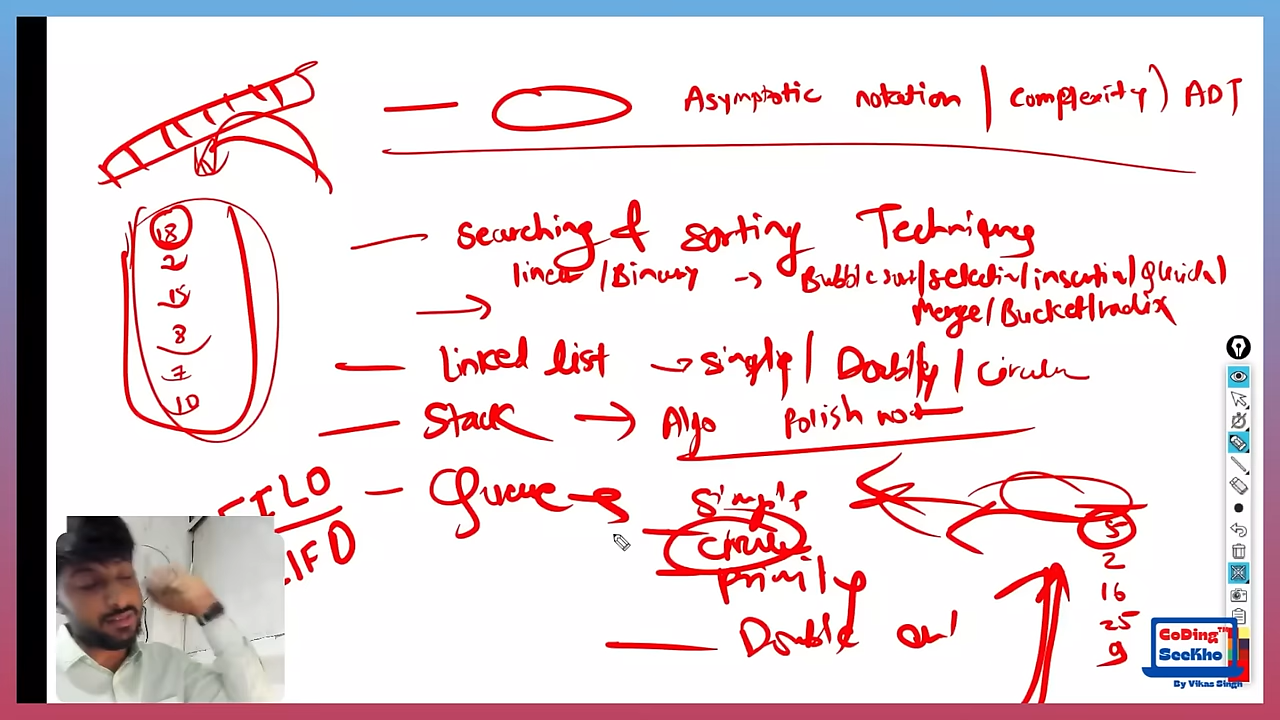 Asymptotic notation | complexity) ADT
18
2
15
8
7
10
searching & sorting Techniques
linear /Binary → Bubble sort/selection/insertion/quick/
Merge/Bucket/radix
Linked list → singly/ Doubly / circular
Stack → Algo Polish not
FILO
LIFO
Queue → simple
circular
priority
Double end
5
2
16
25
9
CoDing™
SeeKho
By Vikas Singh